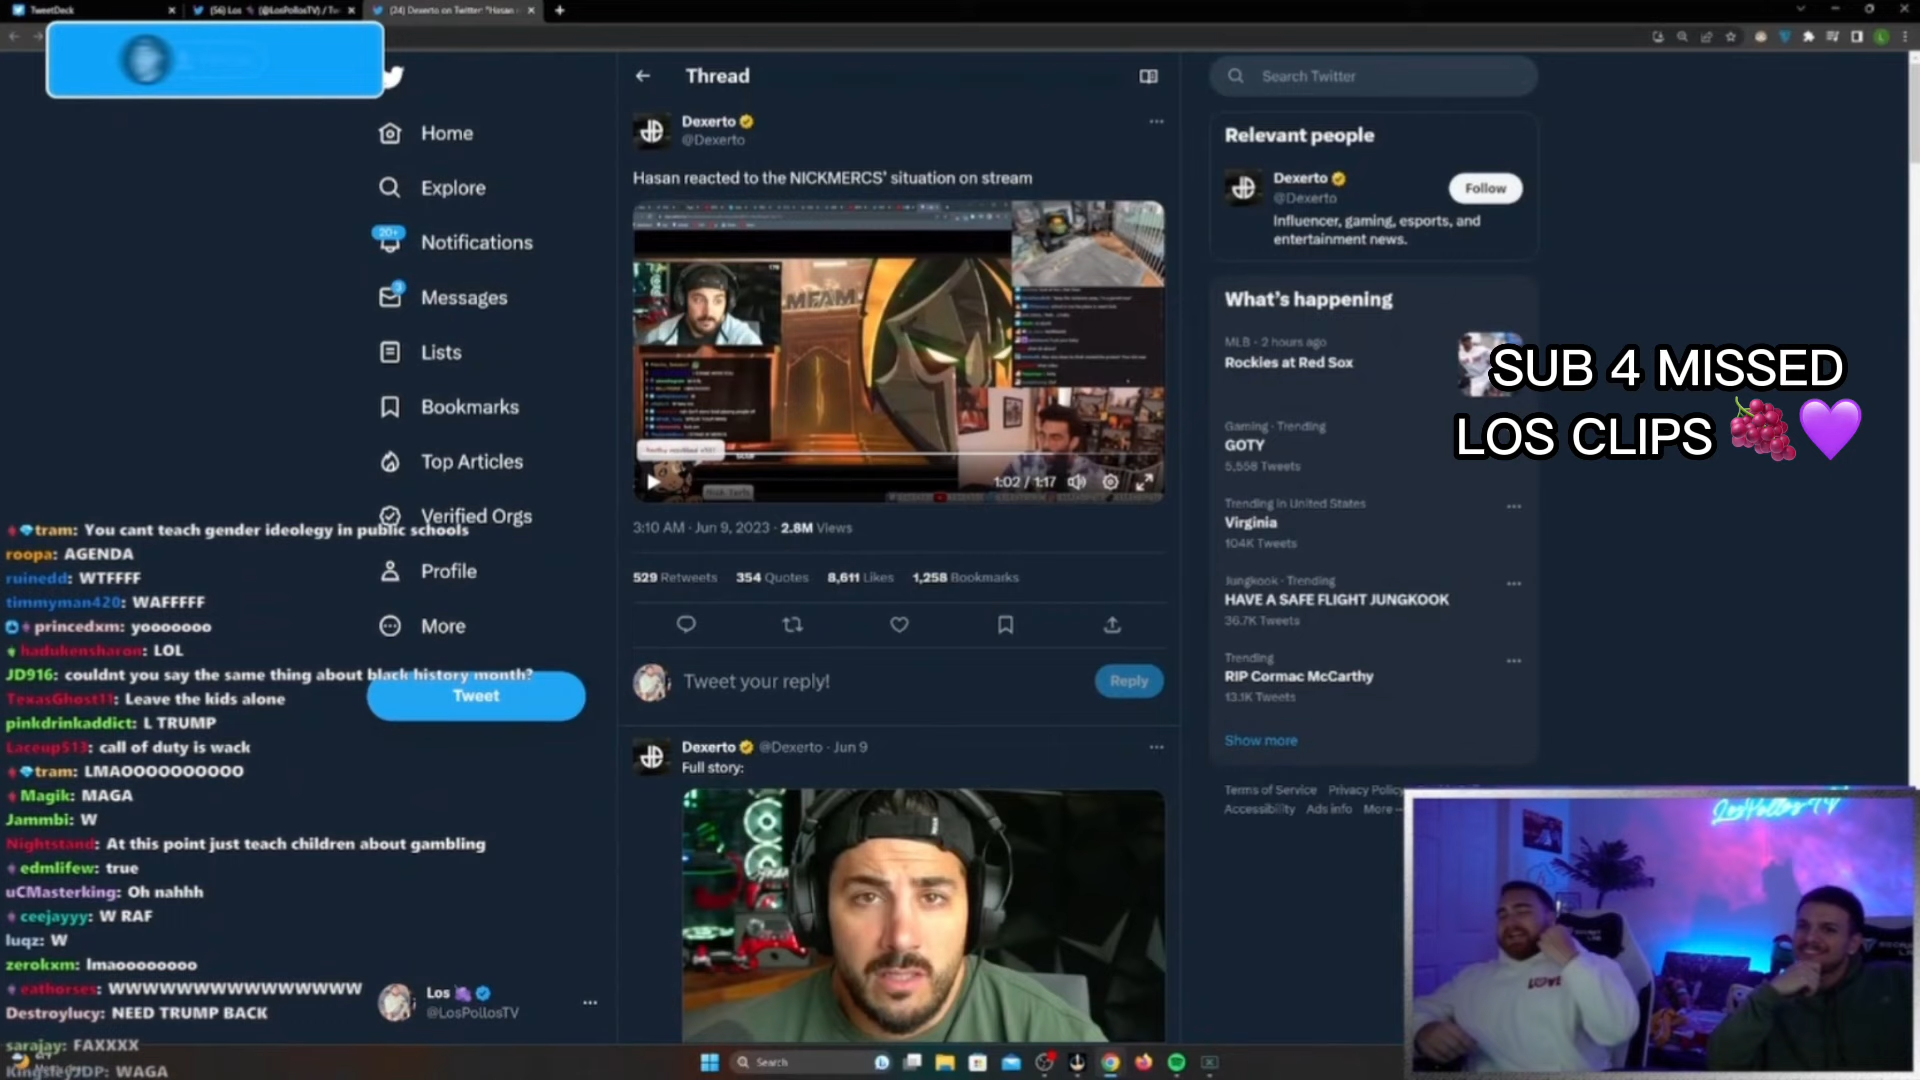 TweetDeck
(56) Los (@LosPollosTV) / Tw
(24) Dexerto on Twitter: "Hasan
Home
Explore
20+
Notifications
3
Messages
Lists
Bookmarks
Top Articles
Verified Orgs
Profile
More
Tweet
Los
@LosPollosTV
Thread
Dexerto
@Dexerto
Hasan reacted to the NICKMERCS' situation on stream
MFAM
1:02 / 1:17
3:10 AM · Jun 9, 2023 · 2.8M Views
529 Retweets 354 Quotes 8,611 Likes 1,258 Bookmarks
Tweet your reply!
Reply
Dexerto @Dexerto · Jun 9
Full story:
Search Twitter
Relevant people
Dexerto
@Dexerto
Follow
Influencer, gaming, esports, and
entertainment news.
What's happening
MLB · 2 hours ago
Rockies at Red Sox
Gaming · Trending
GOTY
5,558 Tweets
Trending in United States
Virginia
104K Tweets
Jungkook · Trending
HAVE A SAFE FLIGHT JUNGKOOK
36.7K Tweets
Trending
RIP Cormac McCarthy
13.1K Tweets
Show more
Terms of Service Privacy Policy
Accessibility Ads info More
SUB 4 MISSED
LOS CLIPS 🍇💜
tram: You cant teach gender ideolegy in public schools
roopa: AGENDA
ruinedd: WTFFFF
timmyman420: WAFFFFF
princedxm: yooooooo
hadukensharon: LOL
JD916: couldnt you say the same thing about black history month?
TexasGhost11: Leave the kids alone
pinkdrinkaddict: L TRUMP
Laceup513: call of duty is wack
tram: LMAOOOOOOOOOO
Magik: MAGA
Jammbi: W
Nightstand: At this point just teach children about gambling
edmlifew: true
uCMasterking: Oh nahhh
ceejayyy: W RAF
luqz: W
zerokxm: lmaoooooooo
eathorses: WWWWWWWWWWWWWWW
Destroylucy: NEED TRUMP BACK
sarajay: FAXXXX
KingsleyJDP: WAGA
Search
LosPollosTV